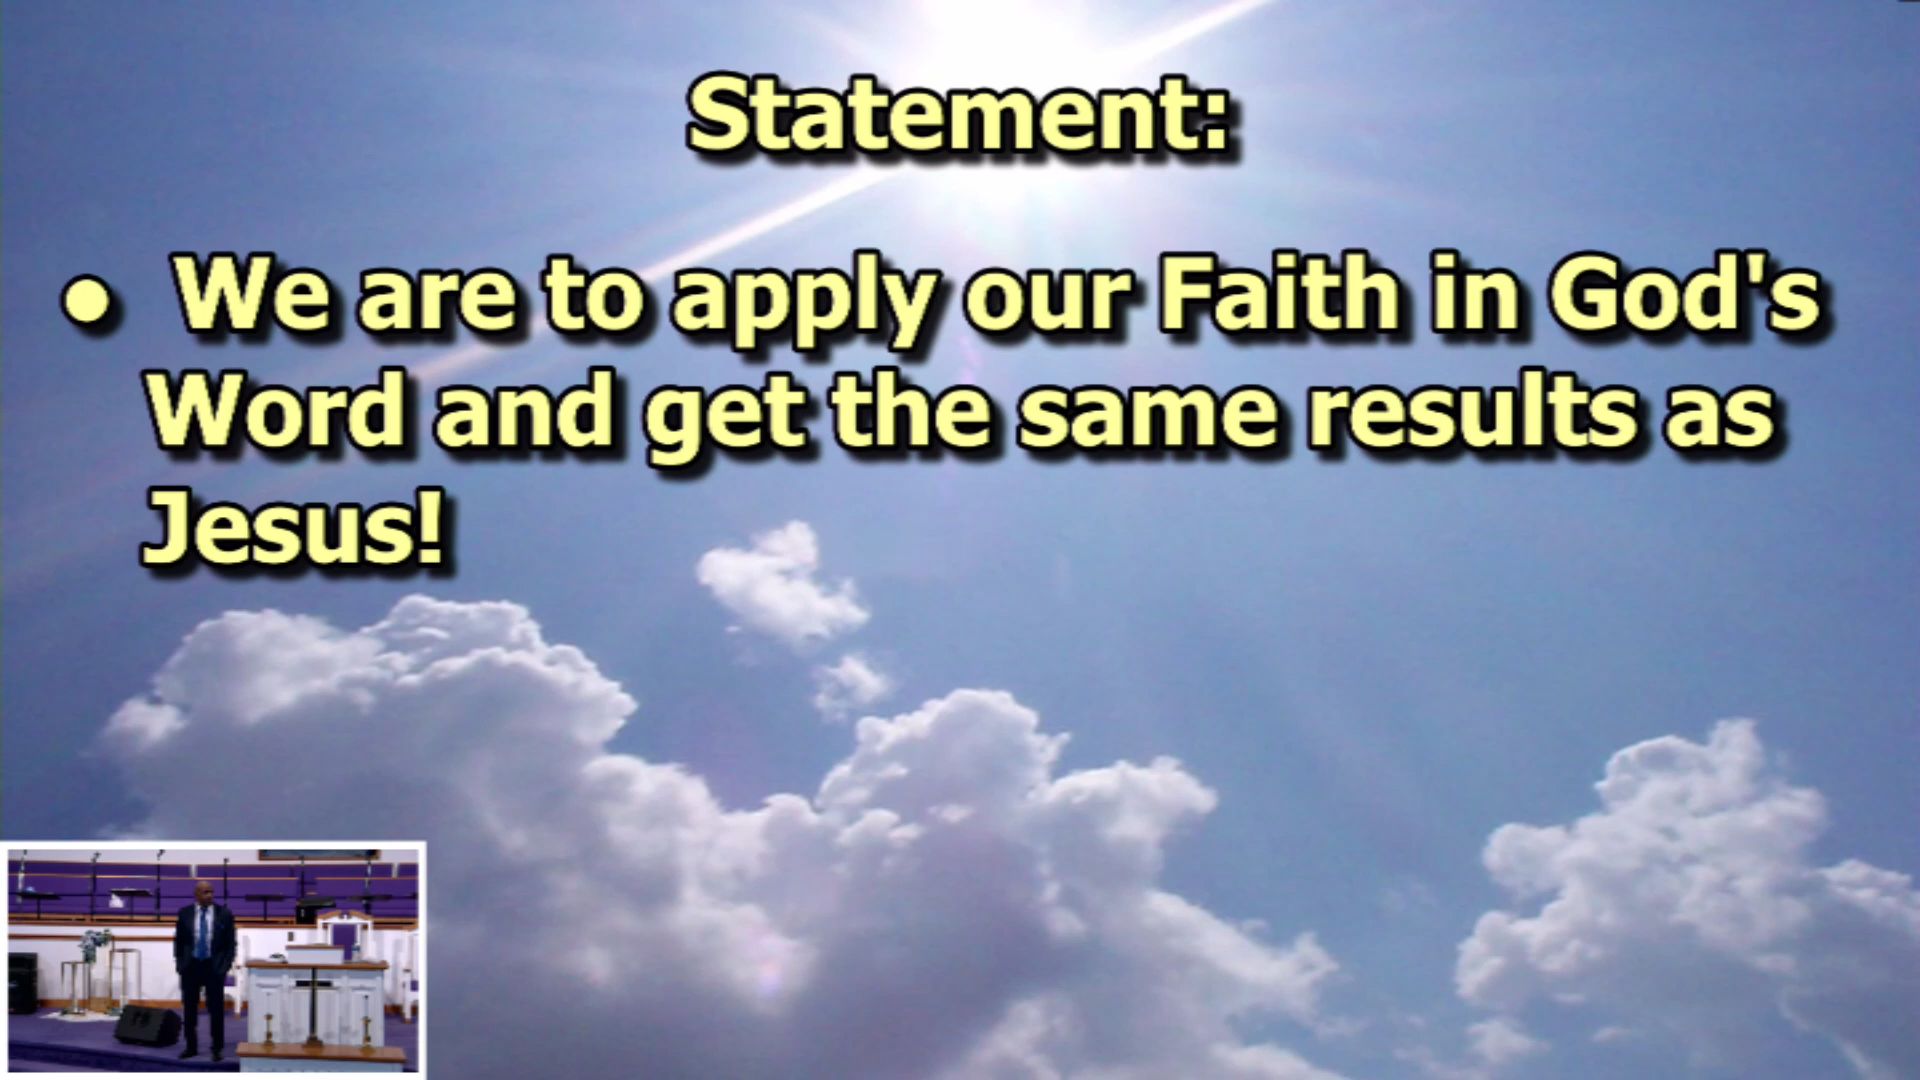 Statement:
• We are to apply our Faith in God's
Word and get the same results as
Jesus!